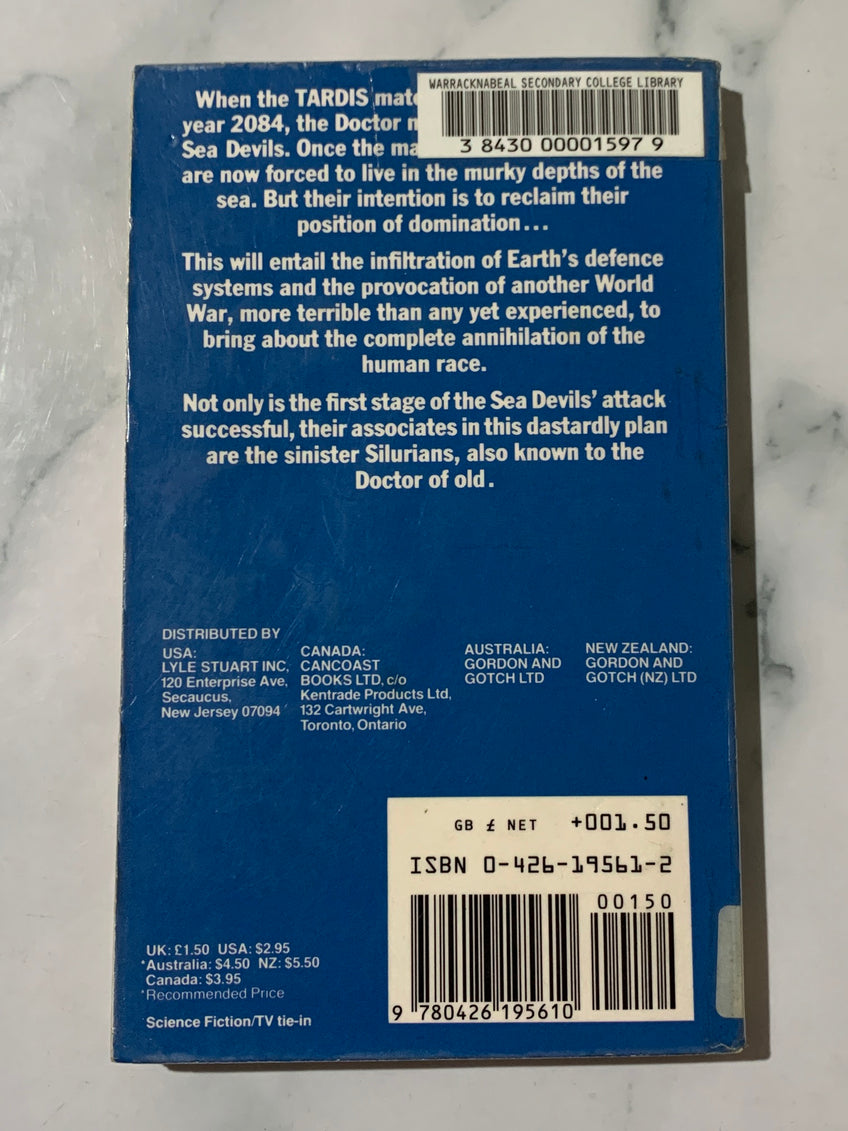 WARRACKNABEAL SECONDARY COLLEGE LIBRARY
3 8430 00001597 9
When the TARDIS mate
year 2084, the Doctor
Sea Devils. Once the
are now forced to live in the murky depths of the
sea. But their intention is to reclaim their
position of domination...
This will entail the infiltration of Earth's defence
systems and the provocation of another World
War, more terrible than any yet experienced, to
bring about the complete annihilation of the
human race.
Not only is the first stage of the Sea Devils' attack
successful, their associates in this dastardly plan
are the sinister Silurians, also known to the
Doctor of old.
DISTRIBUTED BY
USA:
LYLE STUART INC,
120 Enterprise Ave,
Secaucus,
New Jersey 07094
CANADA:
CANCOAST
BOOKS LTD, c/o
Kentrade Products Ltd,
132 Cartwright Ave,
Toronto, Ontario
AUSTRALIA:
GORDON AND
GOTCH LTD
NEW ZEALAND:
GORDON AND
GOTCH (NZ) LTD
GB £ NET +001.50
ISBN 0-426-19561-2
00150
9 780426 195610
UK: £1.50 USA: $2.95
*Australia: $4.50 NZ: $5.50
Canada: $3.95
*Recommended Price
Science Fiction/TV tie-in